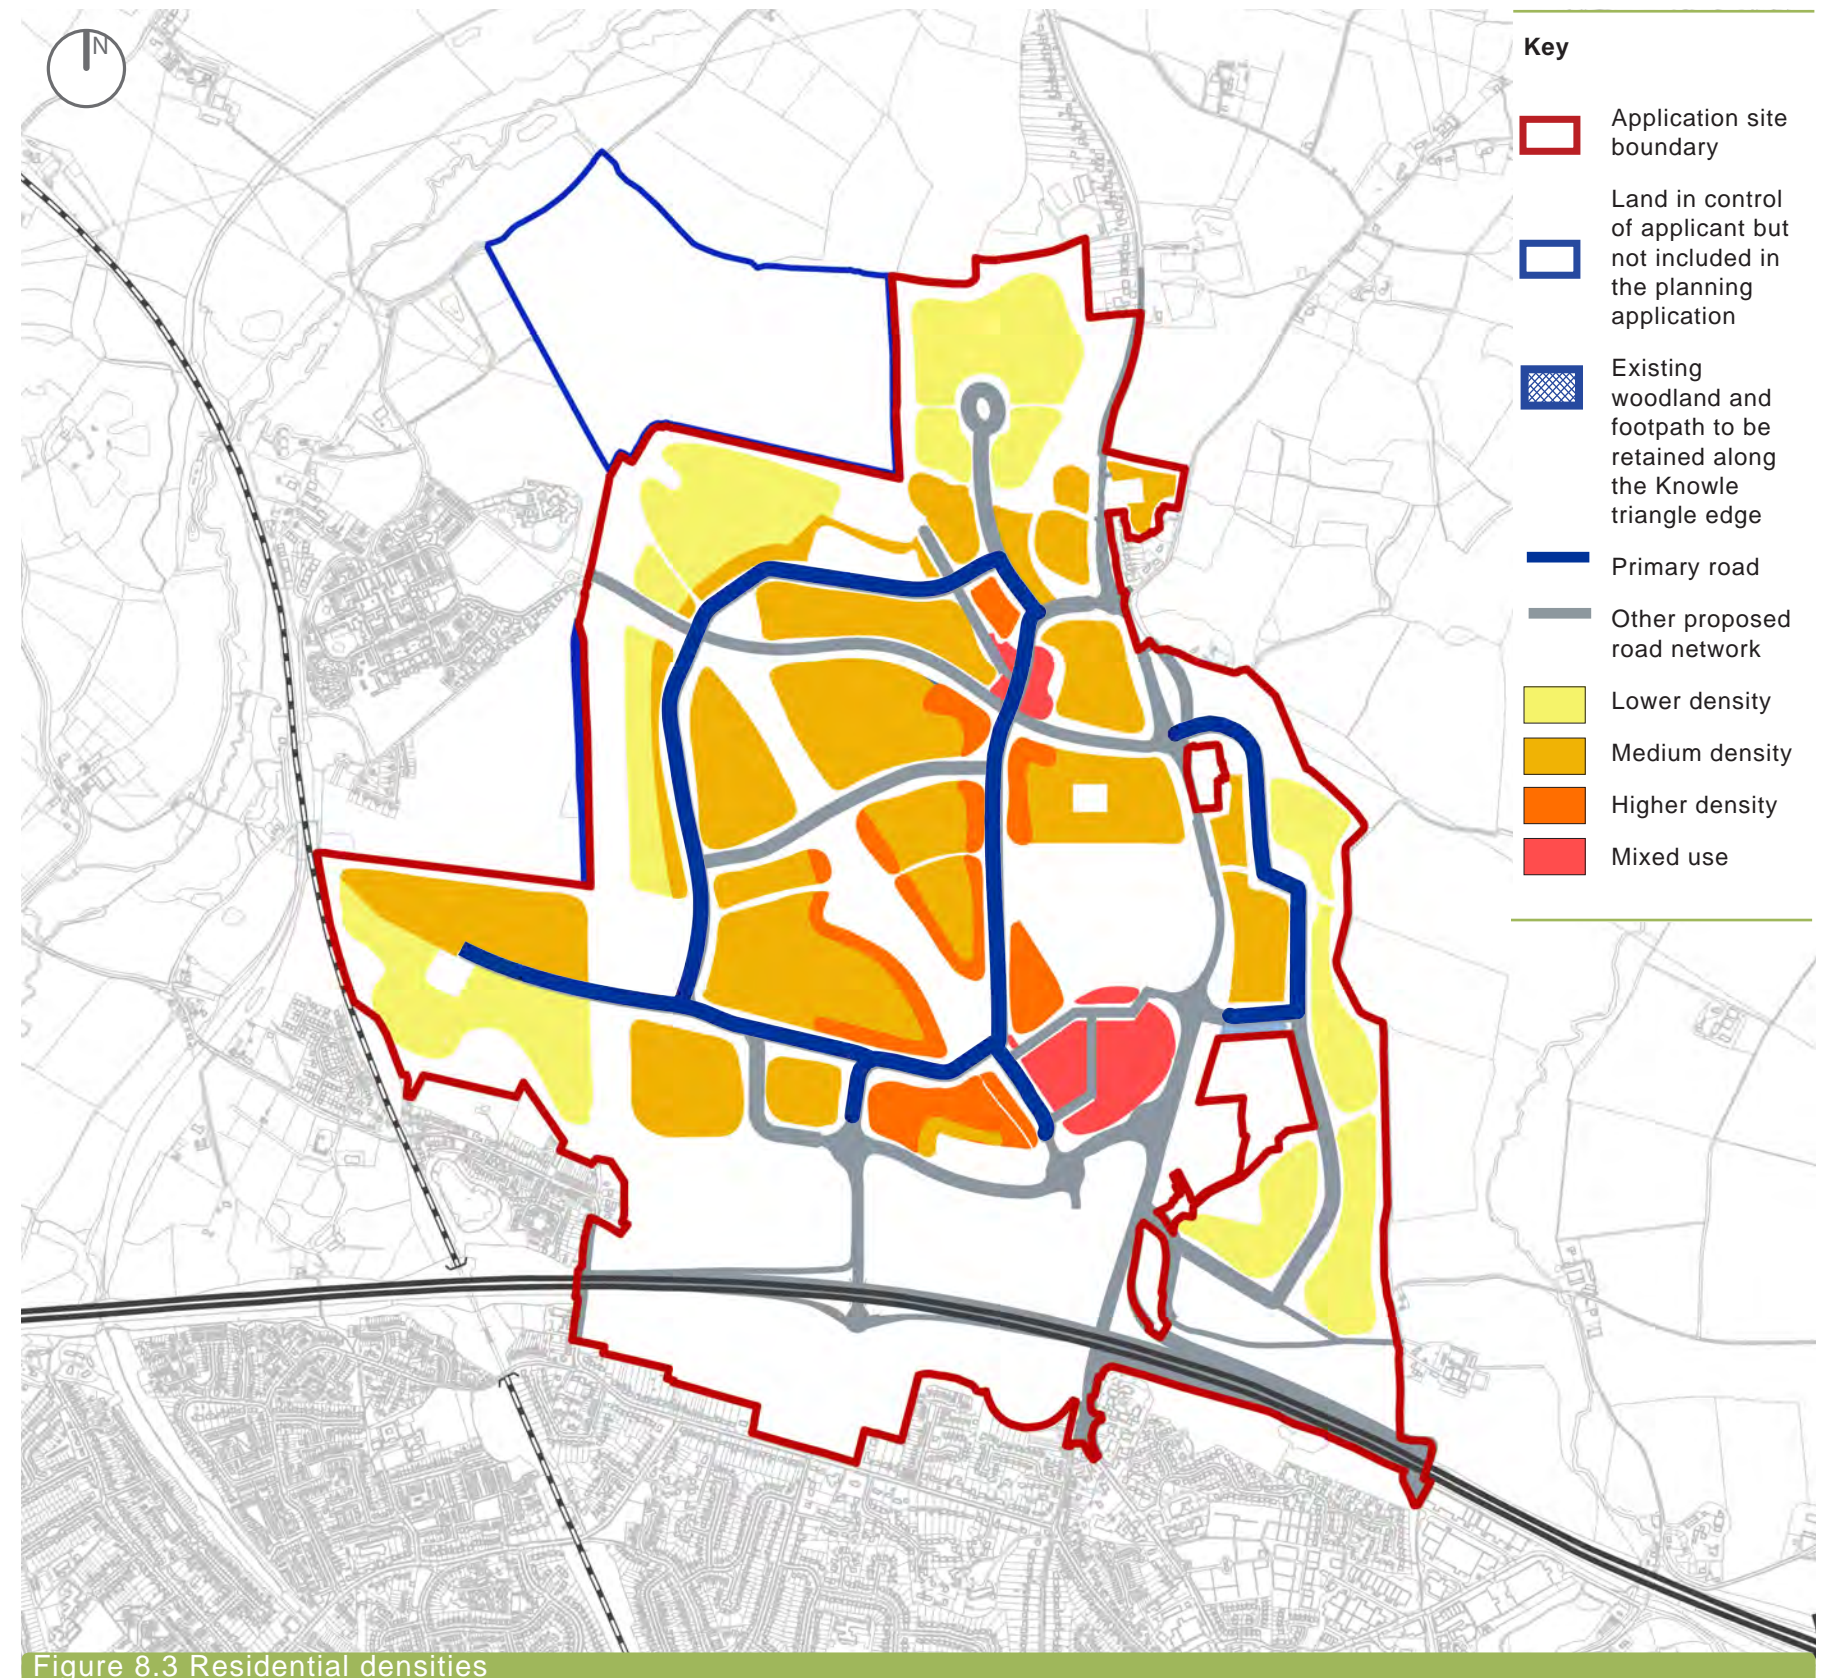 N
Key
Application site
boundary
Land in control
of applicant but
not included in
the planning
application
Existing
woodland and
footpath to be
retained along
the Knowle
triangle edge
Primary road
Other proposed
road network
Lower density
Medium density
Higher density
Mixed use
Figure 8.3 Residential densities